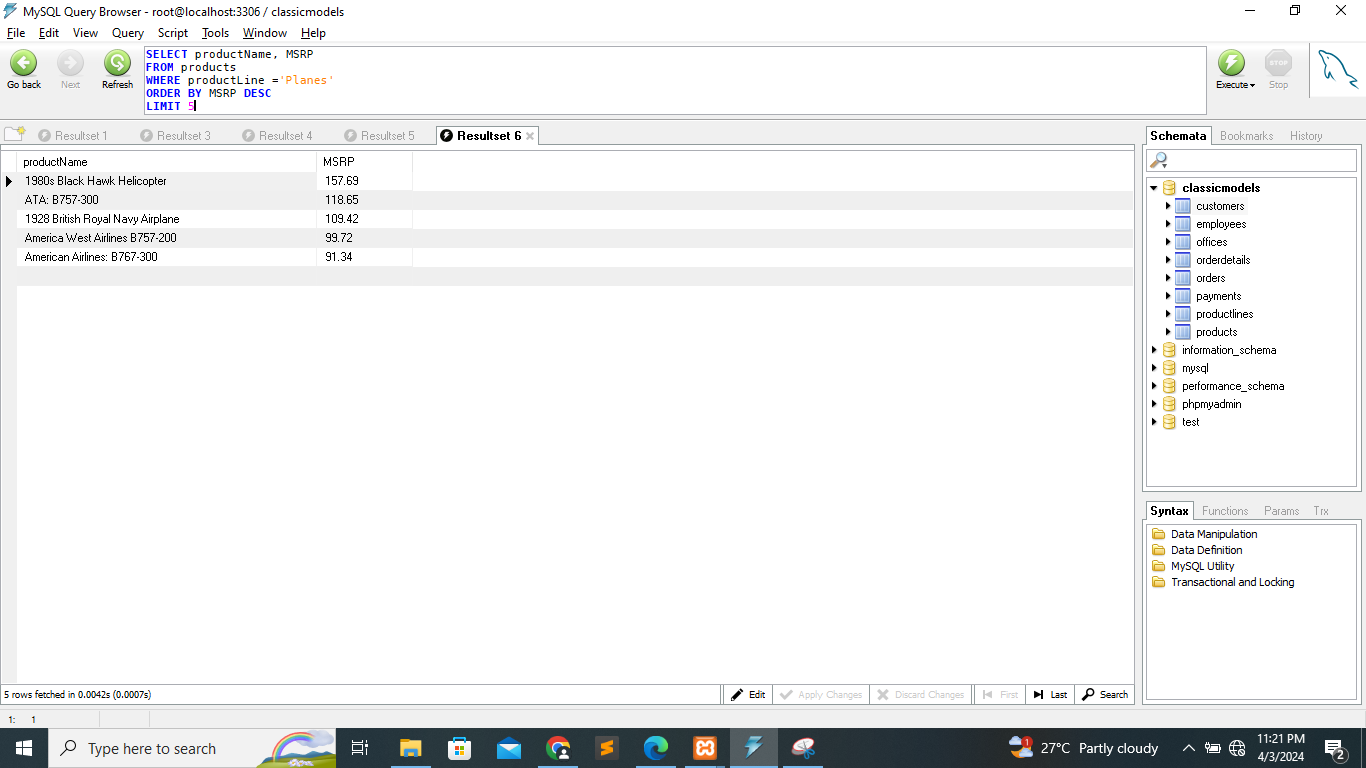 MySQL Query Browser - root@localhost:3306 / classicmodels
File Edit View Query Script Tools Window Help
Go back Next Refresh
SELECT productName, MSRP
FROM products
WHERE productLine ='Planes'
ORDER BY MSRP DESC
LIMIT 5
Execute STOP Stop
Resultset 1 Resultset 3 Resultset 4 Resultset 5 Resultset 6
productName MSRP
1980s Black Hawk Helicopter 157.69
ATA: B757-300 118.65
1928 British Royal Navy Airplane 109.42
America West Airlines B757-200 99.72
American Airlines: B767-300 91.34
Schemata Bookmarks History
classicmodels
customers
employees
offices
orderdetails
orders
payments
productlines
products
information_schema
mysql
performance_schema
phpmyadmin
test
Syntax Functions Params Trx
Data Manipulation
Data Definition
MySQL Utility
Transactional and Locking
5 rows fetched in 0.0042s (0.0007s)
Edit Apply Changes Discard Changes First Last Search
1: 1
Type here to search
1
27°C Partly cloudy
11:21 PM
4/3/2024
2